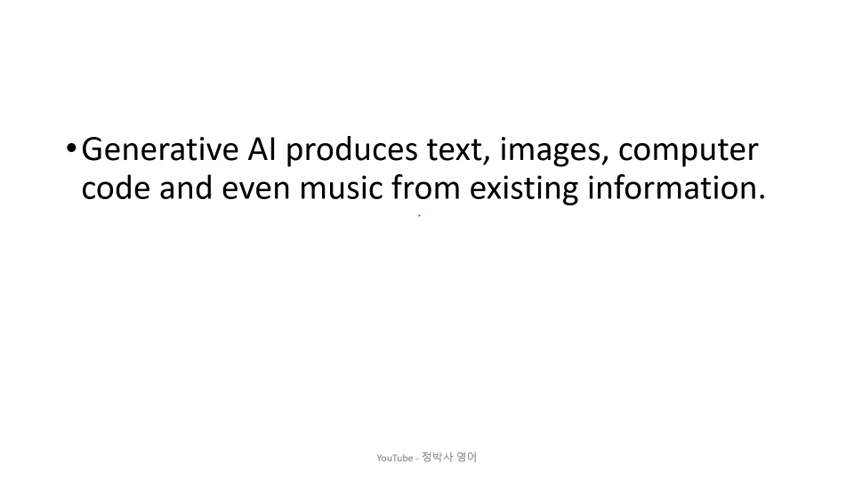 •Generative AI produces text, images, computer
code and even music from existing information.
YouTube - 정박사 영어